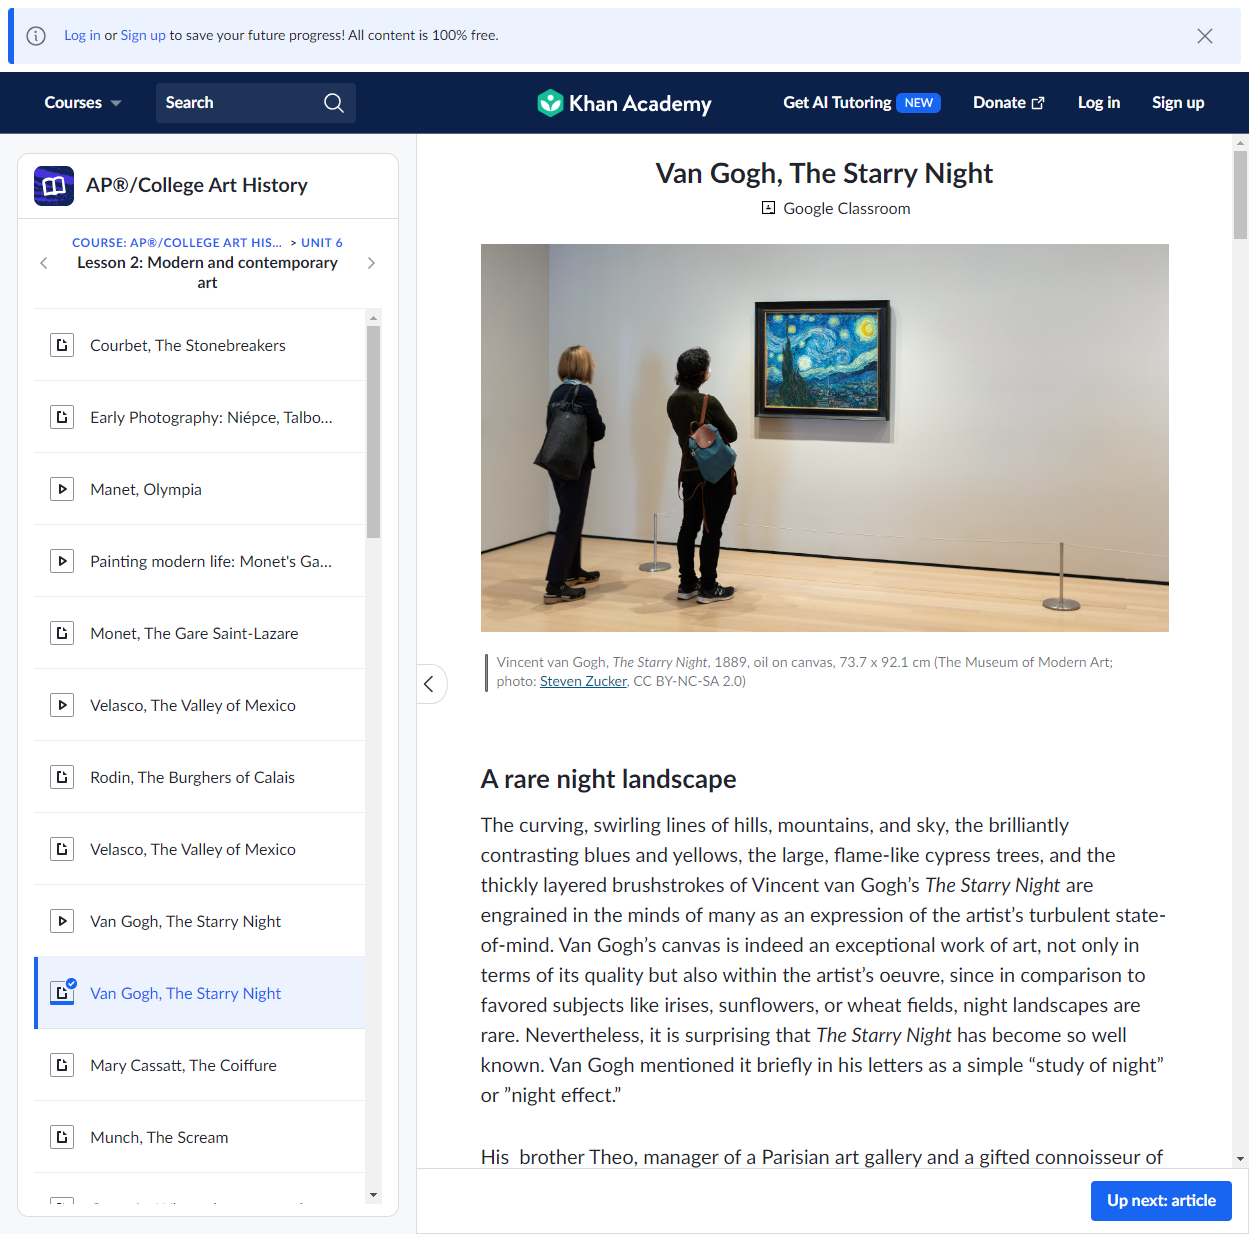 Log in or Sign up to save your future progress! All content is 100% free.
Courses
Search
Khan Academy
Get AI Tutoring NEW
Donate
Log in
Sign up
AP®/College Art History
COURSE: AP®/COLLEGE ART HIS... > UNIT 6
Lesson 2: Modern and contemporary
art
Courbet, The Stonebreakers
Early Photography: Niépce, Talbo...
Manet, Olympia
Painting modern life: Monet's Ga...
Monet, The Gare Saint-Lazare
Velasco, The Valley of Mexico
Rodin, The Burghers of Calais
Velasco, The Valley of Mexico
Van Gogh, The Starry Night
Van Gogh, The Starry Night
Mary Cassatt, The Coiffure
Munch, The Scream
Van Gogh, The Starry Night
Google Classroom
Vincent van Gogh, The Starry Night, 1889, oil on canvas, 73.7 x 92.1 cm (The Museum of Modern Art;
photo: Steven Zucker, CC BY-NC-SA 2.0)
A rare night landscape
The curving, swirling lines of hills, mountains, and sky, the brilliantly
contrasting blues and yellows, the large, flame-like cypress trees, and the
thickly layered brushstrokes of Vincent van Gogh’s The Starry Night are
engrained in the minds of many as an expression of the artist’s turbulent state-
of-mind. Van Gogh’s canvas is indeed an exceptional work of art, not only in
terms of its quality but also within the artist’s oeuvre, since in comparison to
favored subjects like irises, sunflowers, or wheat fields, night landscapes are
rare. Nevertheless, it is surprising that The Starry Night has become so well
known. Van Gogh mentioned it briefly in his letters as a simple “study of night”
or ”night effect.”
His  brother Theo, manager of a Parisian art gallery and a gifted connoisseur of
Up next: article